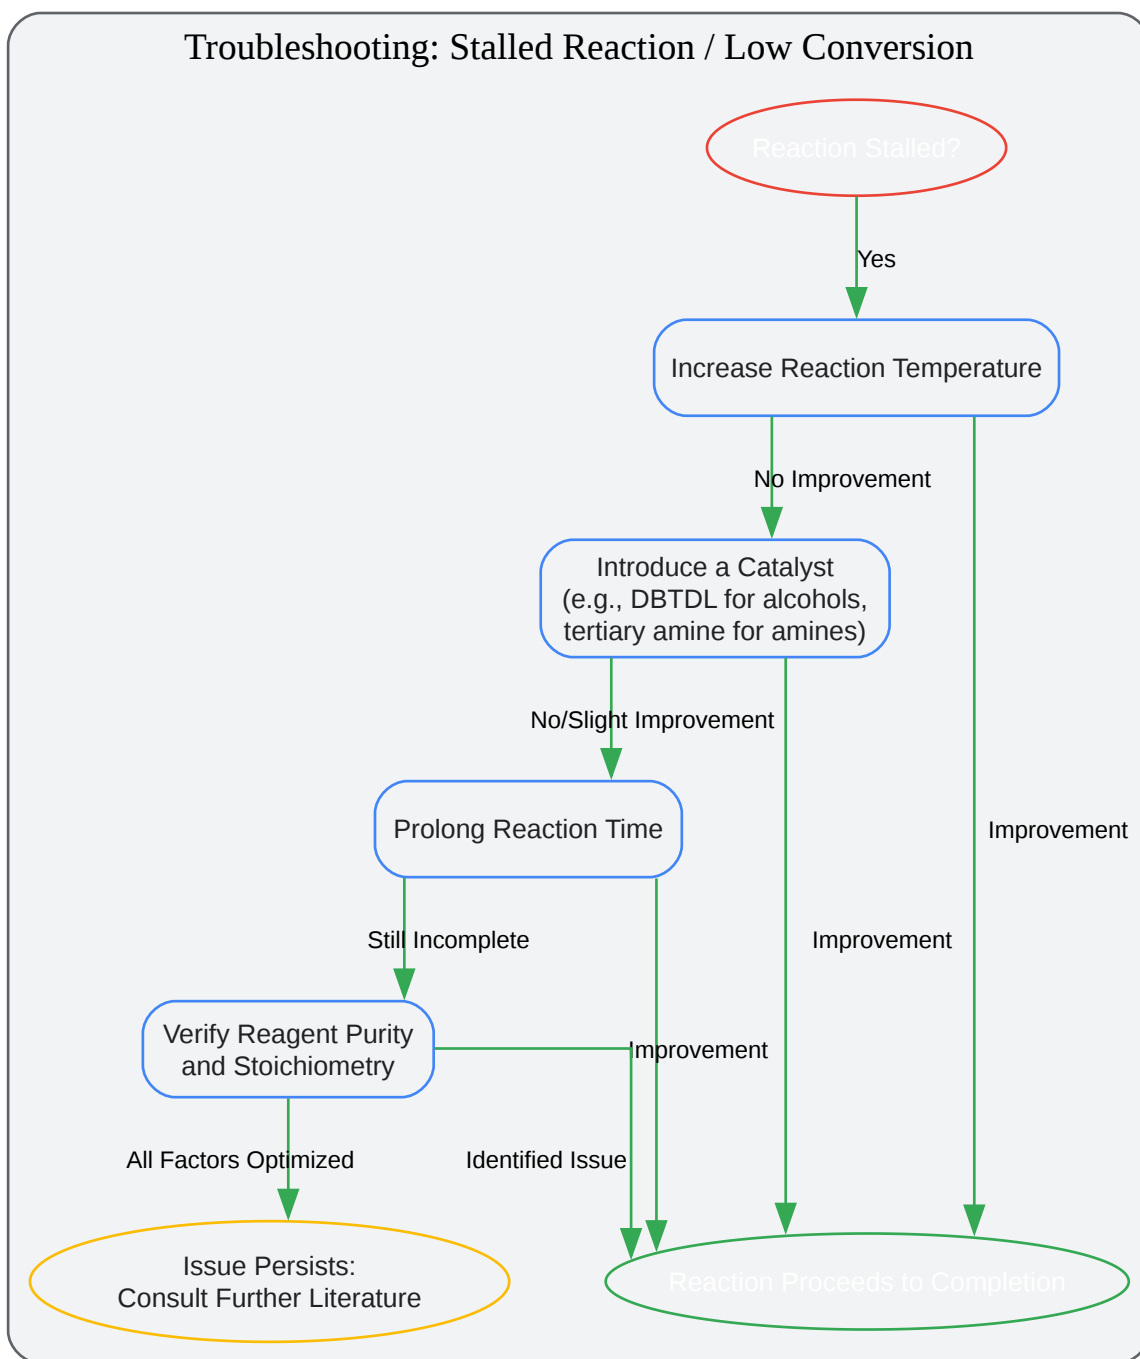 Troubleshooting: Stalled Reaction / Low Conversion
Reaction Stalled?
Yes
Increase Reaction Temperature
No Improvement
Introduce a Catalyst
(e.g., DBTDL for alcohols,
tertiary amine for amines)
No/Slight Improvement
Prolong Reaction Time
Improvement
Still Incomplete
Improvement
Verify Reagent Purity
and Stoichiometry
Improvement
All Factors Optimized
Identified Issue
Issue Persists:
Consult Further Literature
Reaction Proceeds to Completion